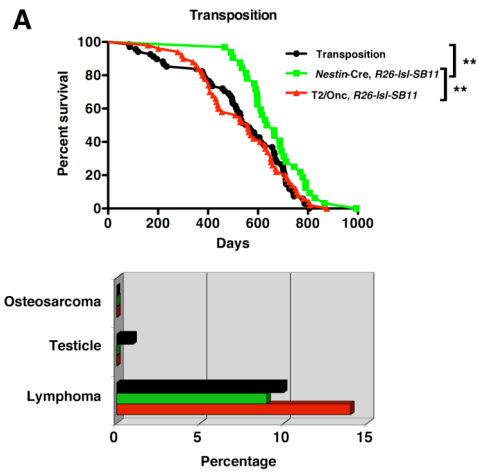 A
Transposition
Percent survival
100
80
60
40
20
0
0 200 400 600 800 1000
Days
Transposition
Nestin-Cre, R26-lsl-SB11
T2/Onc, R26-lsl-SB11
**
**
Osteosarcoma
Testicle
Lymphoma
0 5 10 15
Percentage